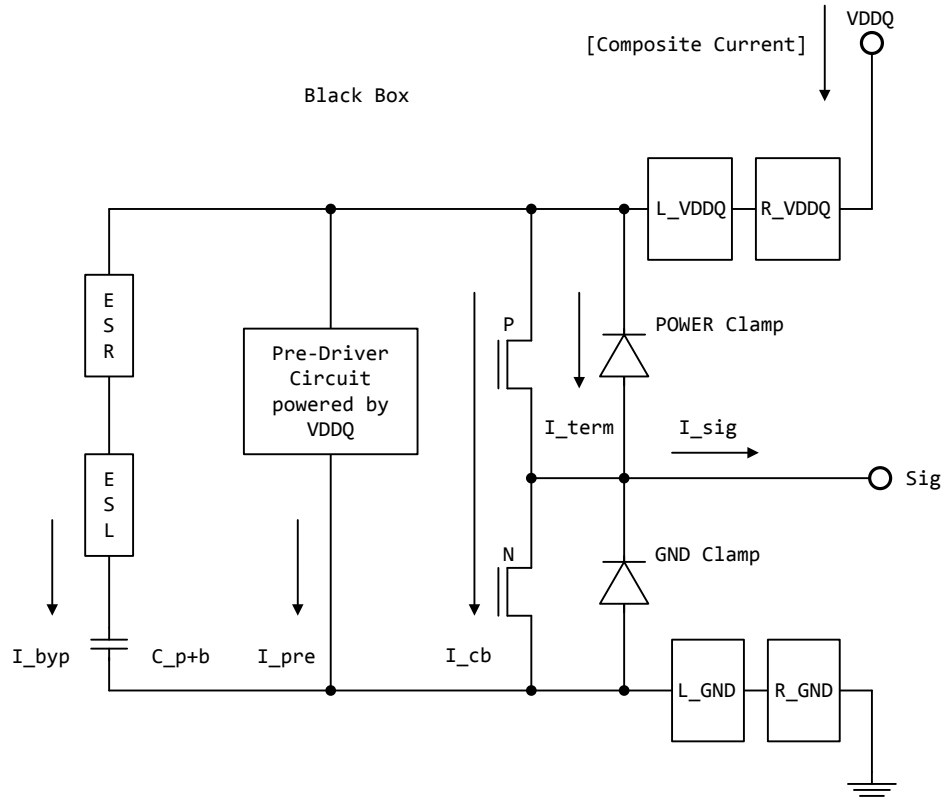 VDDQ
[Composite Current]
Black Box
L_VDDQ
R_VDDQ
E
S
R
P
POWER Clamp
Pre-Driver
Circuit
powered by
VDDQ
I_term
I_sig
E
S
L
Sig
N
GND Clamp
I_byp
C_p+b
I_pre
I_cb
L_GND
R_GND